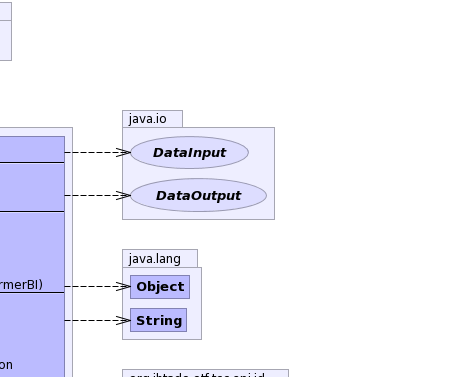 java.io
DataInput
DataOutput
java.lang
rmerBI)
Object
String
on